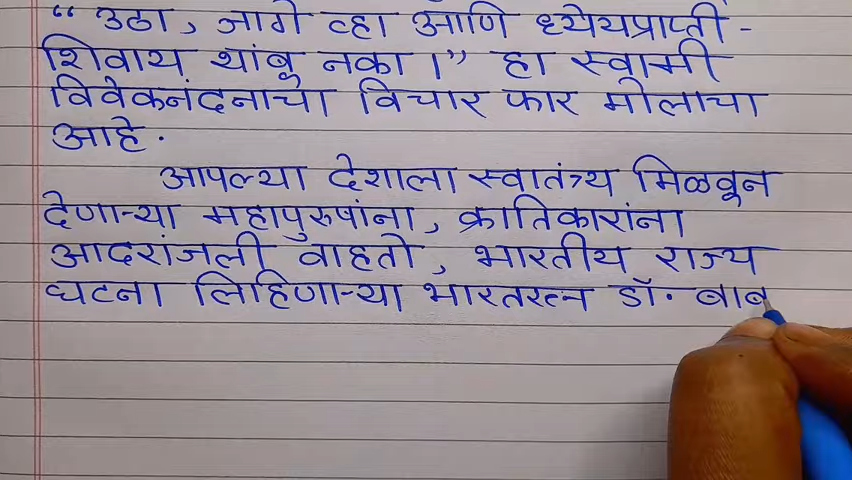 “ उठा, जागे व्हा आणि ध्येयप्राप्ती -
शिवाय थांबू नका ।” हा स्वामी
विवेकनंदनाचा विचार फार मोलाचा
आहे.
आपल्या देशाला स्वातंत्र्य मिळवून
देणाऱ्या महापुरुषांना, क्रांतिकारांना
आदरांजली वाहतो, भारतीय राज्य
घटना लिहिणाऱ्या भारतरत्न डॉ. बाब